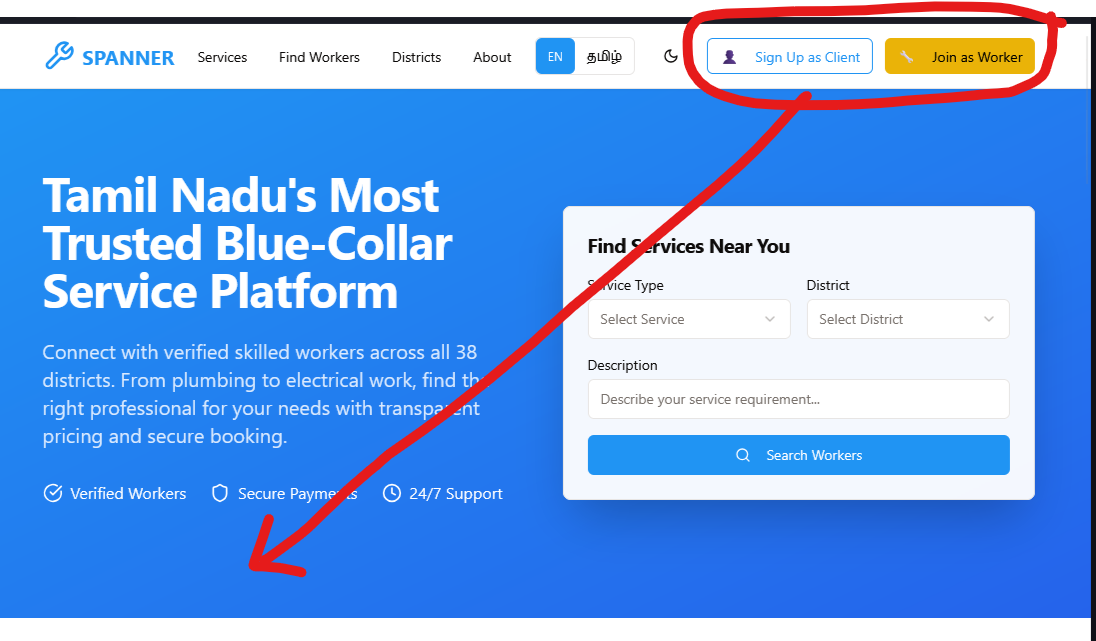 SPANNER Services Find Workers Districts About EN தமிழ் Sign Up as Client Join as Worker
Tamil Nadu's Most
Trusted Blue-Collar
Service Platform
Connect with verified skilled workers across all 38
districts. From plumbing to electrical work, find the
right professional for your needs with transparent
pricing and secure booking.
Verified Workers Secure Payments 24/7 Support
Find Services Near You
Service Type District
Select Service Select District
Description
Describe your service requirement...
Search Workers